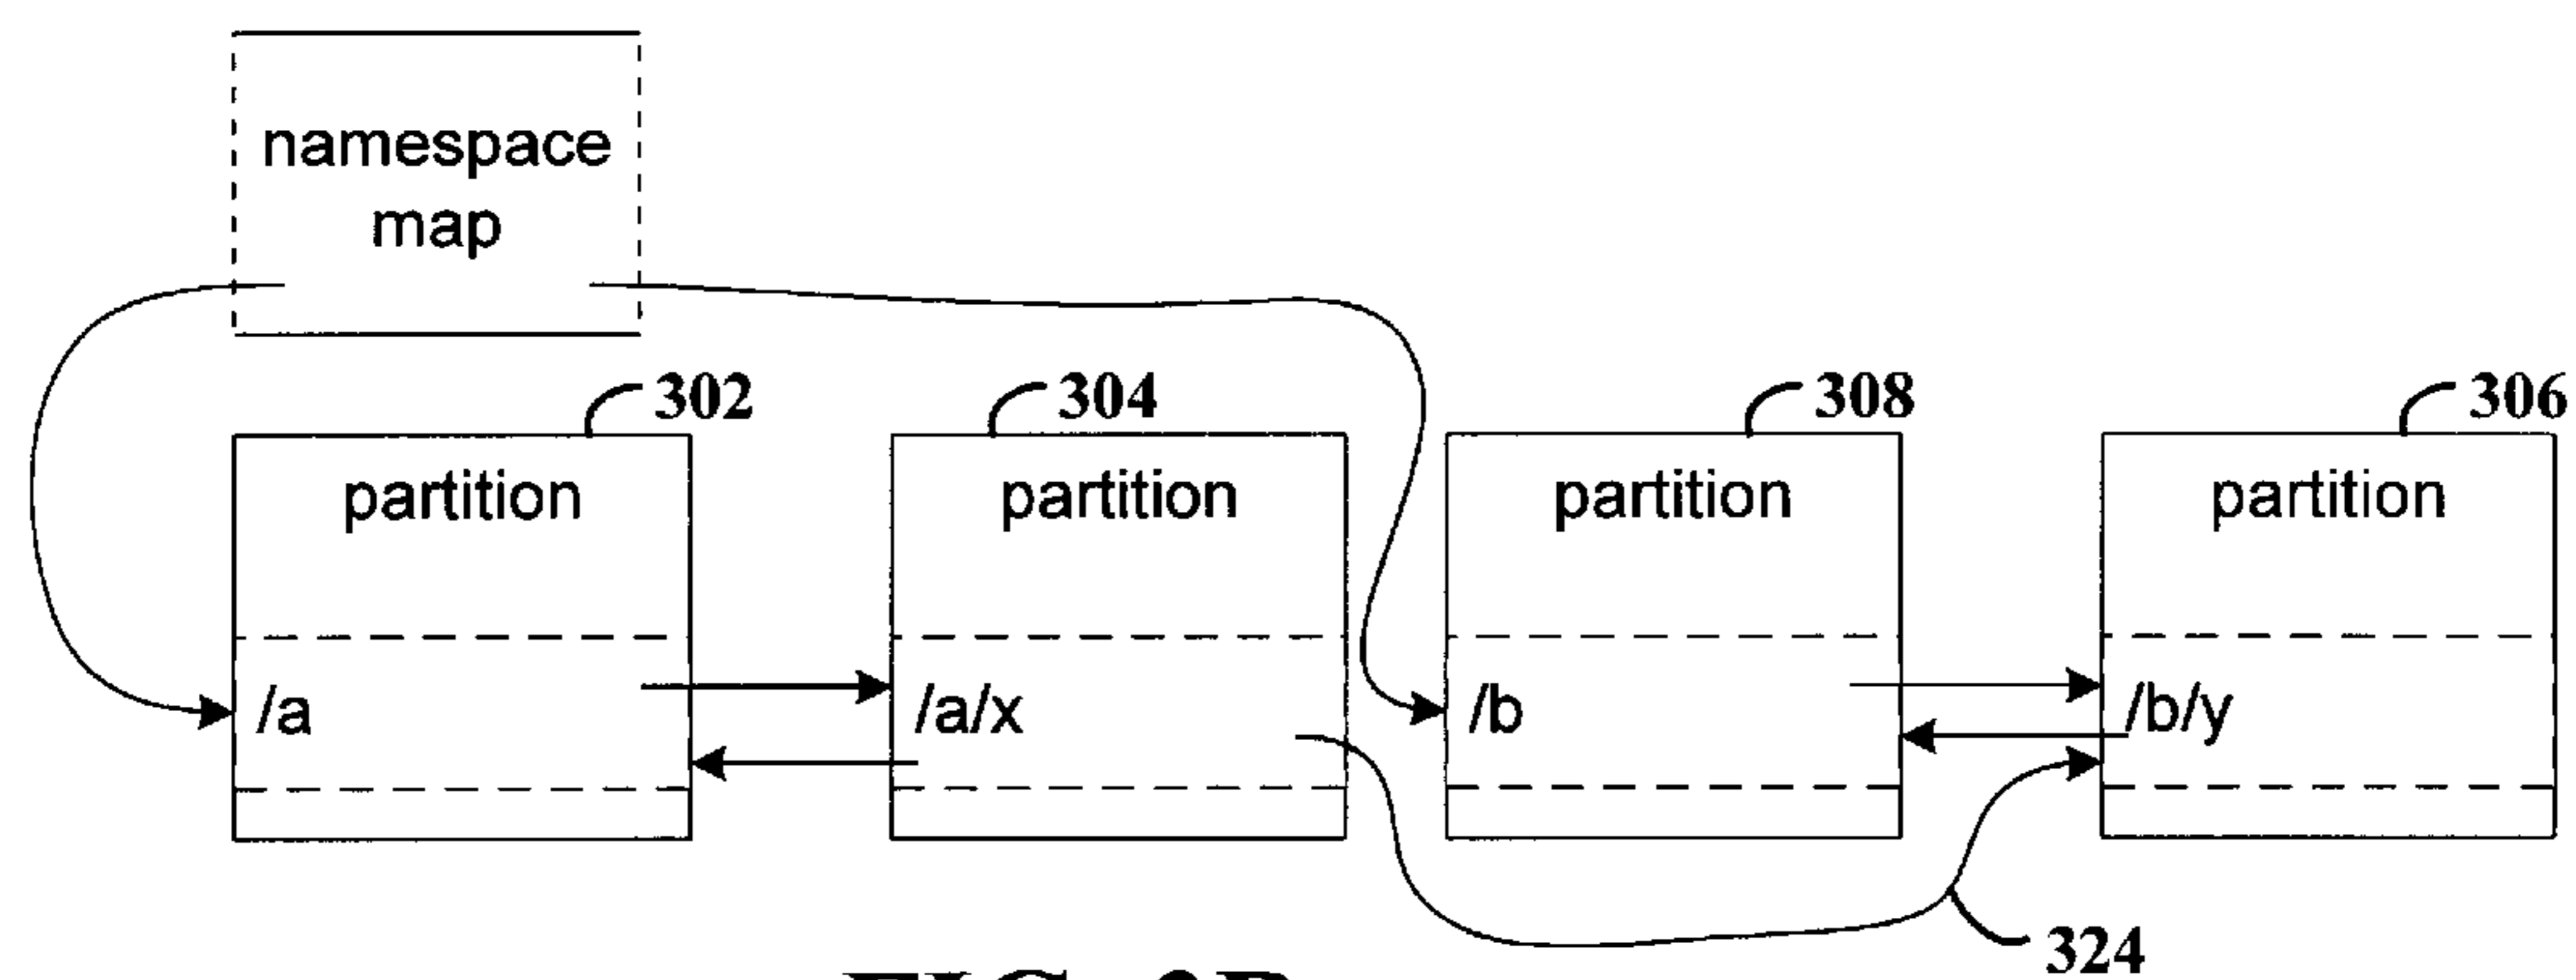 namespace
map
302
304
308
306
partition
partition
partition
partition
/a
/a/x
/b
/b/y
324